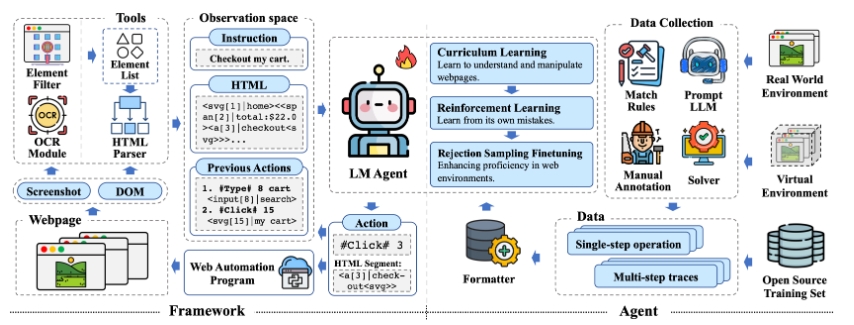 Tools
Element
Filter
Element
List
OCR
OCR
Module
HTML
Parser
Screenshot
DOM
Webpage
Observation space
Instruction
Checkout my cart.
HTML
<svg[1]|home><<sp
an[2]|total:$22.0
><a[3]|checkout<s
vg>>>...
Previous Actions
1. #Type# 8 cart
<input[8]|search>
2. #Click# 15
<svg[15]|my cart>
Web Automation
Program
LM Agent
Action
#Click# 3
HTML Segment:
<a[3]|check-
out<svg>>
Curriculum Learning
Learn to understand and manipulate
webpages.
Reinforcement Learning
Learn from its own mistakes.
Rejection Sampling Finetuning
Enhancing proficiency in web
environments.
Formatter
Data Collection
Match
Rules
Prompt
LLM
Manual
Annotation
Solver
Data
Single-step operation
Multi-step traces
Real World
Environment
Virtual
Environment
Open Source
Training Set
Framework
Agent